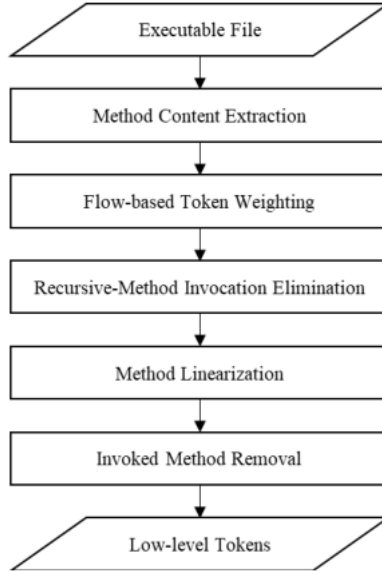 Executable File
Method Content Extraction
Flow-based Token Weighting
Recursive-Method Invocation Elimination
Method Linearization
Invoked Method Removal
Low-level Tokens